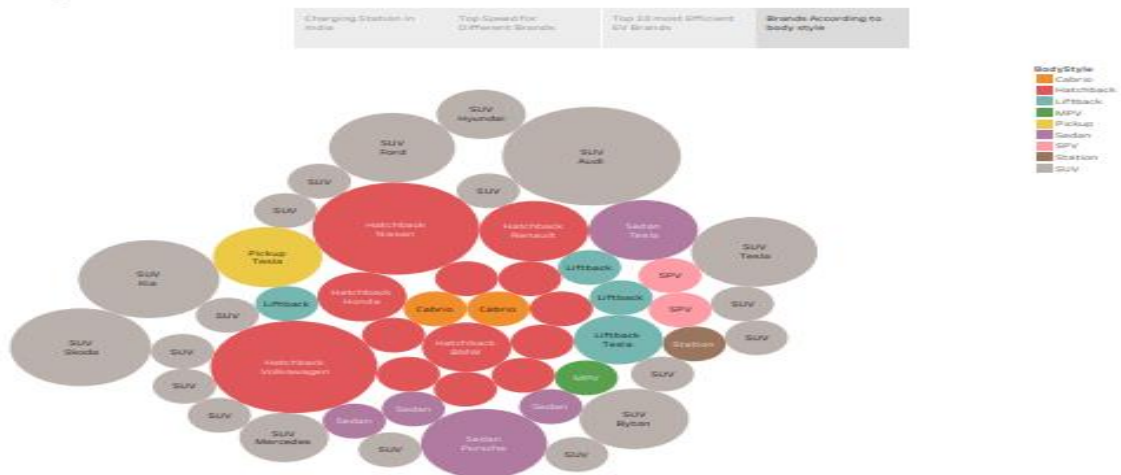 Charging Station in
India
Top Speed for
Different Brands
Top 10 most Efficient
EV Brands
Brands According to
body style
BodyStyle
Cabrio
Hatchback
Liftback
MPV
Pickup
Sedan
SPV
Station
SUV
SUV
Hyundai
SUV
Ford
SUV
Audi
SUV
SUV
SUV
Hatchback
Nissan
Hatchback
Renault
Sedan
Tesla
SUV
Tesla
Pickup
Tesla
SUV
Kia
Liftback
SPV
Hatchback
Honda
Liftback
Liftback
SUV
Cabrio
Cabrio
SPV
SUV
SUV
Skoda
SUV
Hatchback
Volkswagen
Hatchback
BMW
Liftback
Tesla
Station
SUV
SUV
MPV
SUV
SUV
Sedan
Sedan
Sedan
SUV
Byton
SUV
Mercedes
SUV
Sedan
Porsche
SUV